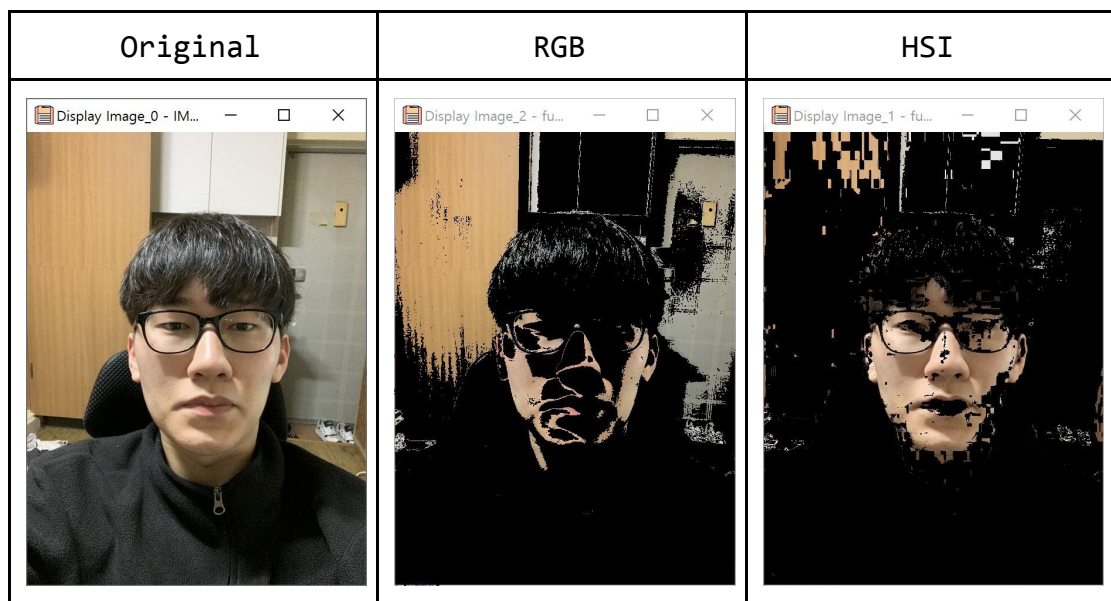 Original
RGB
HSI
Display Image_0 - IM...
Display Image_2 - fu...
Display Image_1 - fu...